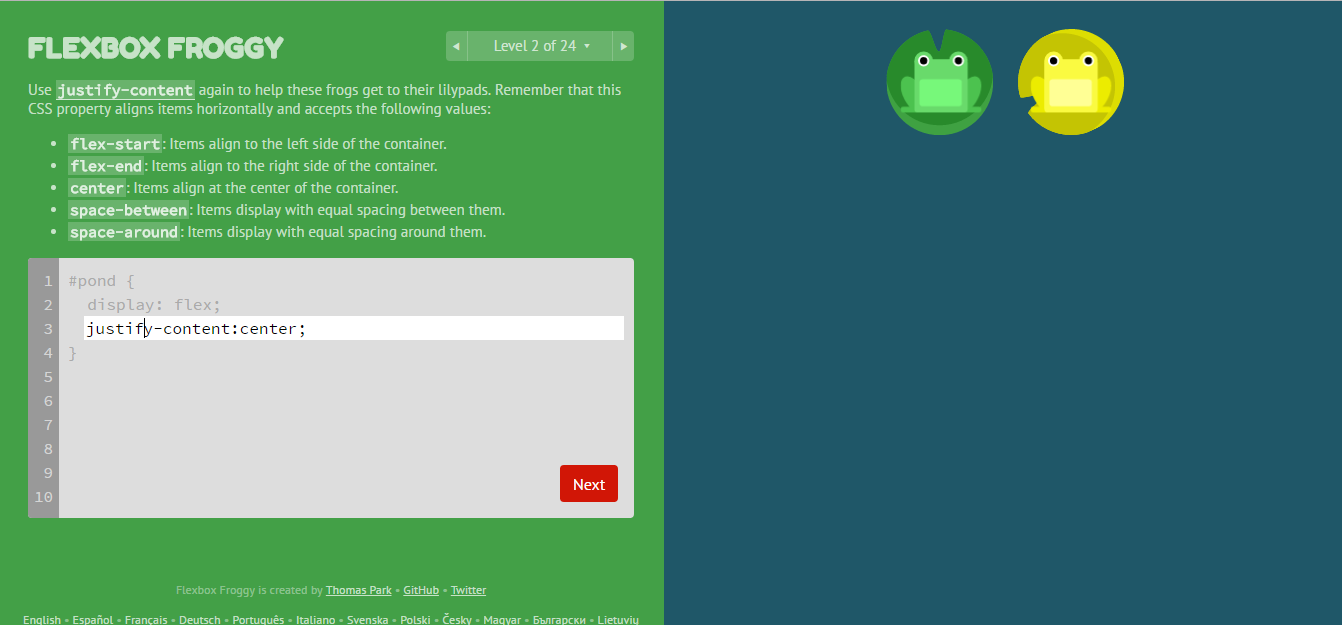 FLEXBOX FROGGY
Level 2 of 24
Use justify-content again to help these frogs get to their lilypads. Remember that this
CSS property aligns items horizontally and accepts the following values:
• flex-start: Items align to the left side of the container.
• flex-end: Items align to the right side of the container.
• center: Items align at the center of the container.
• space-between: Items display with equal spacing between them.
• space-around: Items display with equal spacing around them.
1 #pond {
2 display: flex;
3 justify-content:center;
4 }
5
6
7
8
9
10
Next
Flexbox Froggy is created by Thomas Park • GitHub • Twitter
English • Español • Français • Deutsch • Português • Italiano • Svenska • Polski • Česky • Magyar • Български • Lietuvių